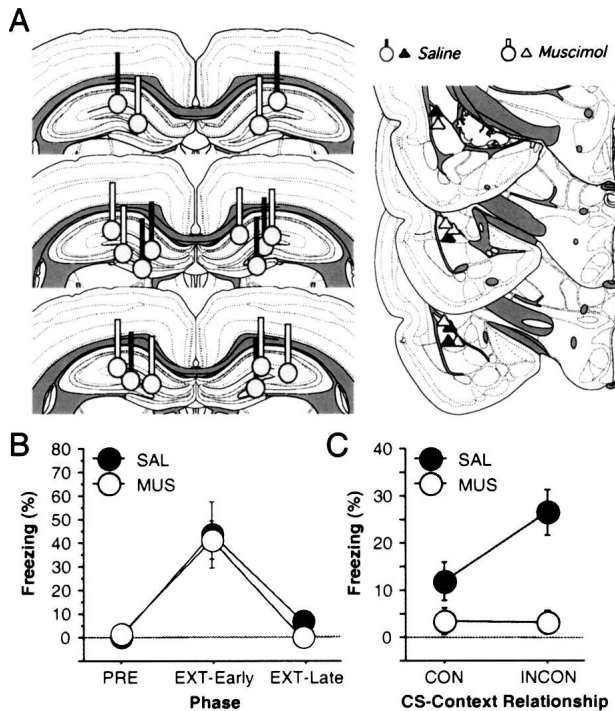 A
Saline
Muscimol
B
SAL
MUS
Freezing (%)
80
70
60
50
40
30
20
10
0
PRE
EXT-Early
EXT-Late
Phase
C
SAL
MUS
Freezing (%)
40
30
20
10
0
CON
INCON
CS-Context Relationship